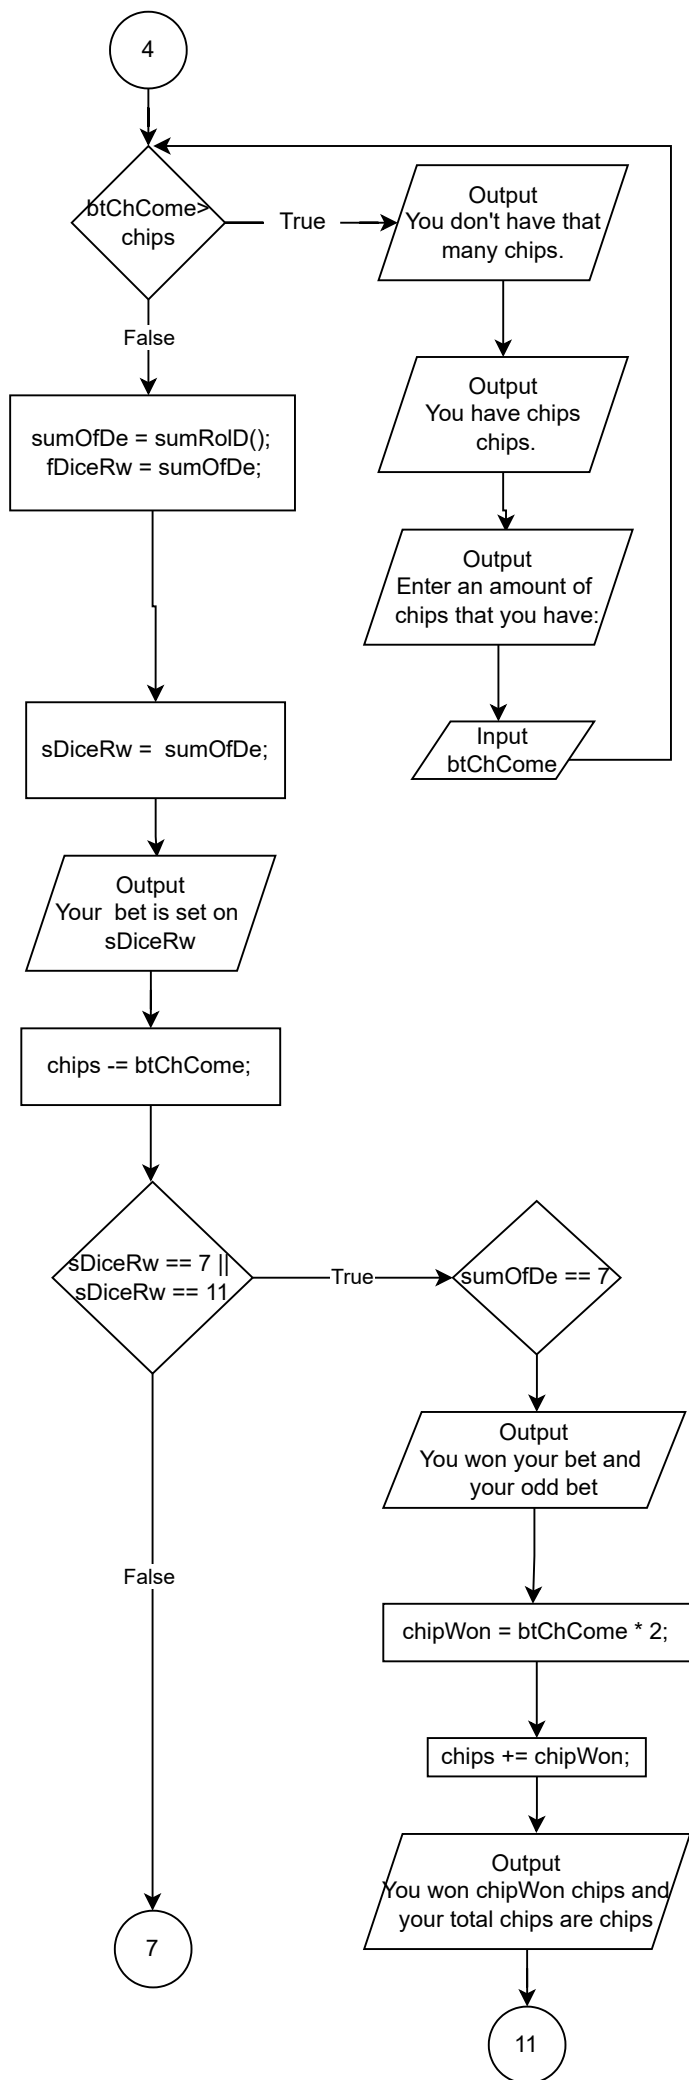 4
btChCome>
chips
True
Output
You don't have that
many chips.
False
Output
You have chips
chips.
sumOfDe = sumRolD();
fDiceRw = sumOfDe;
Output
Enter an amount of
chips that you have:
sDiceRw =  sumOfDe;
Input
btChCome
Output
Your  bet is set on
sDiceRw
chips -= btChCome;
sDiceRw == 7 ||
sDiceRw == 11
True
sumOfDe == 7
Output
You won your bet and
your odd bet
False
chipWon = btChCome * 2;
chips += chipWon;
Output
You won chipWon chips and
your total chips are chips
7
11